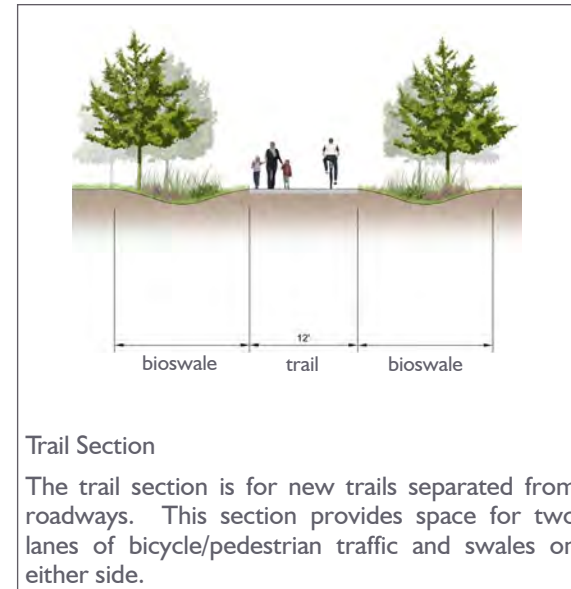 12'
bioswale trail bioswale
Trail Section
The trail section is for new trails separated from
roadways. This section provides space for two
lanes of bicycle/pedestrian traffic and swales on
either side.